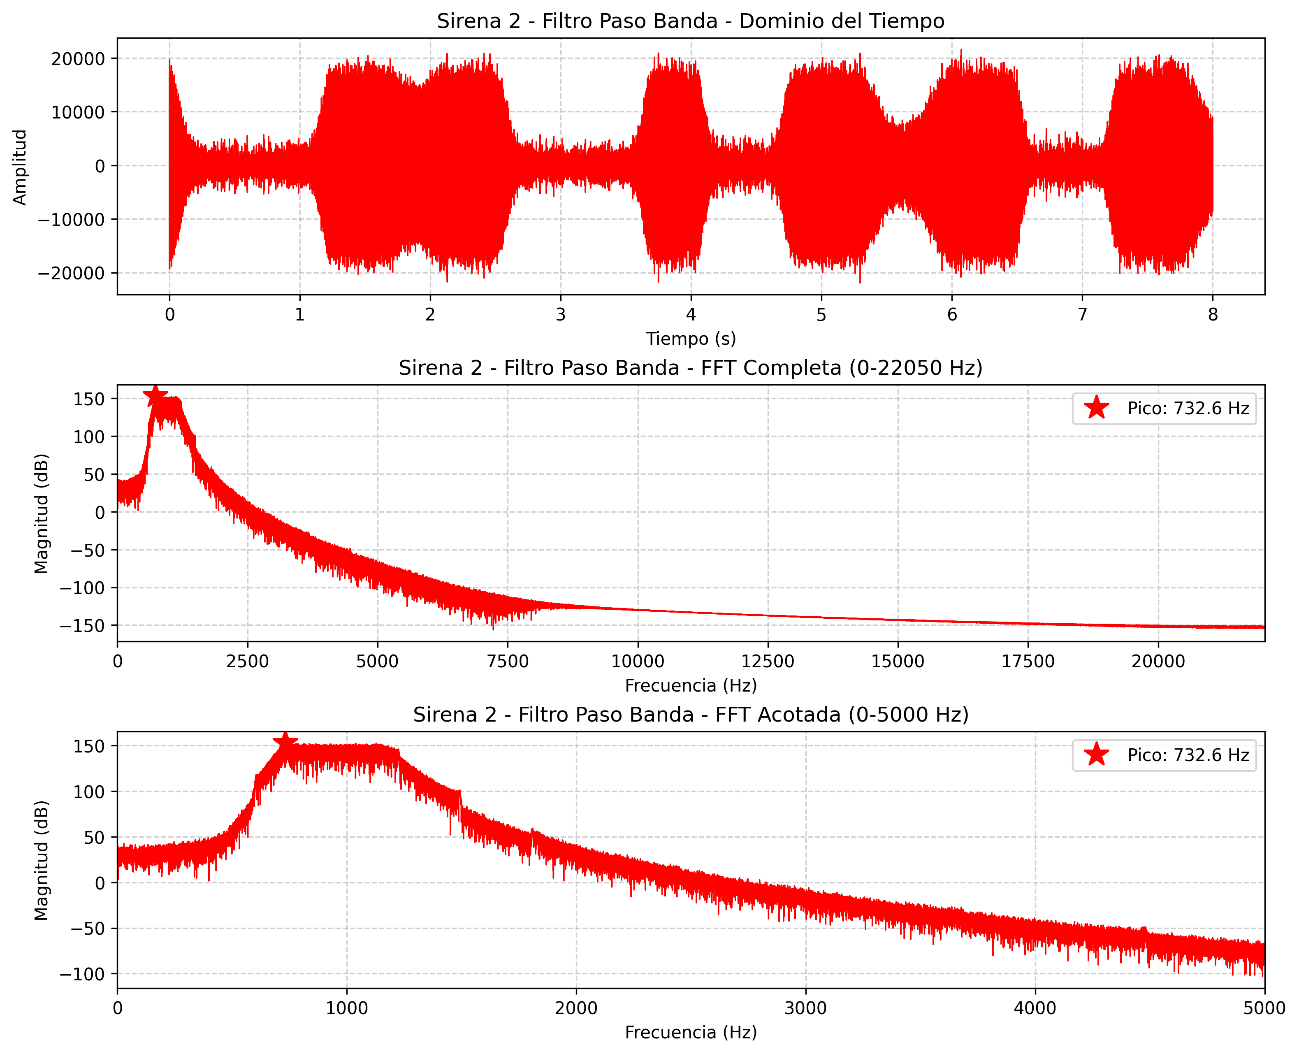 Sirena 2 - Filtro Paso Banda - Dominio del Tiempo
Amplitud
20000
10000
0
−10000
−20000
0 1 2 3 4 5 6 7 8
Tiempo (s)
Sirena 2 - Filtro Paso Banda - FFT Completa (0-22050 Hz)
Magnitud (dB)
150
100
50
0
−50
−100
−150
Pico: 732.6 Hz
0 2500 5000 7500 10000 12500 15000 17500 20000
Frecuencia (Hz)
Sirena 2 - Filtro Paso Banda - FFT Acotada (0-5000 Hz)
Magnitud (dB)
150
100
50
0
−50
−100
Pico: 732.6 Hz
0 1000 2000 3000 4000 5000
Frecuencia (Hz)